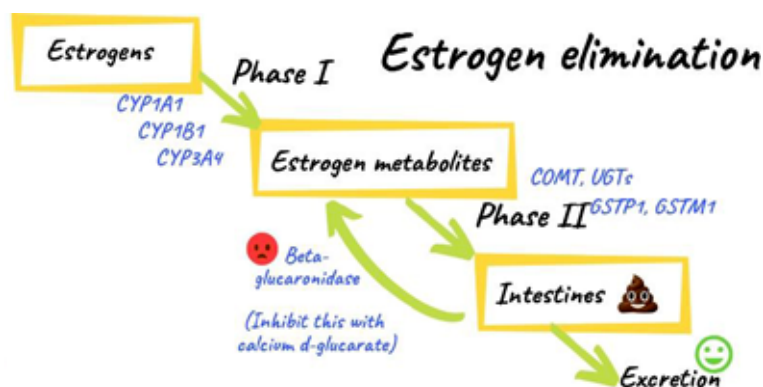 Estrogen elimination
Estrogens
Phase I
CYP1A1
CYP1B1
CYP3A4
Estrogen metabolites
COMT, UGTs
Phase II
GSTP1, GSTM1
Beta-
glucaronidase
(Inhibit this with
calcium d-glucarate)
Intestines
Excretion